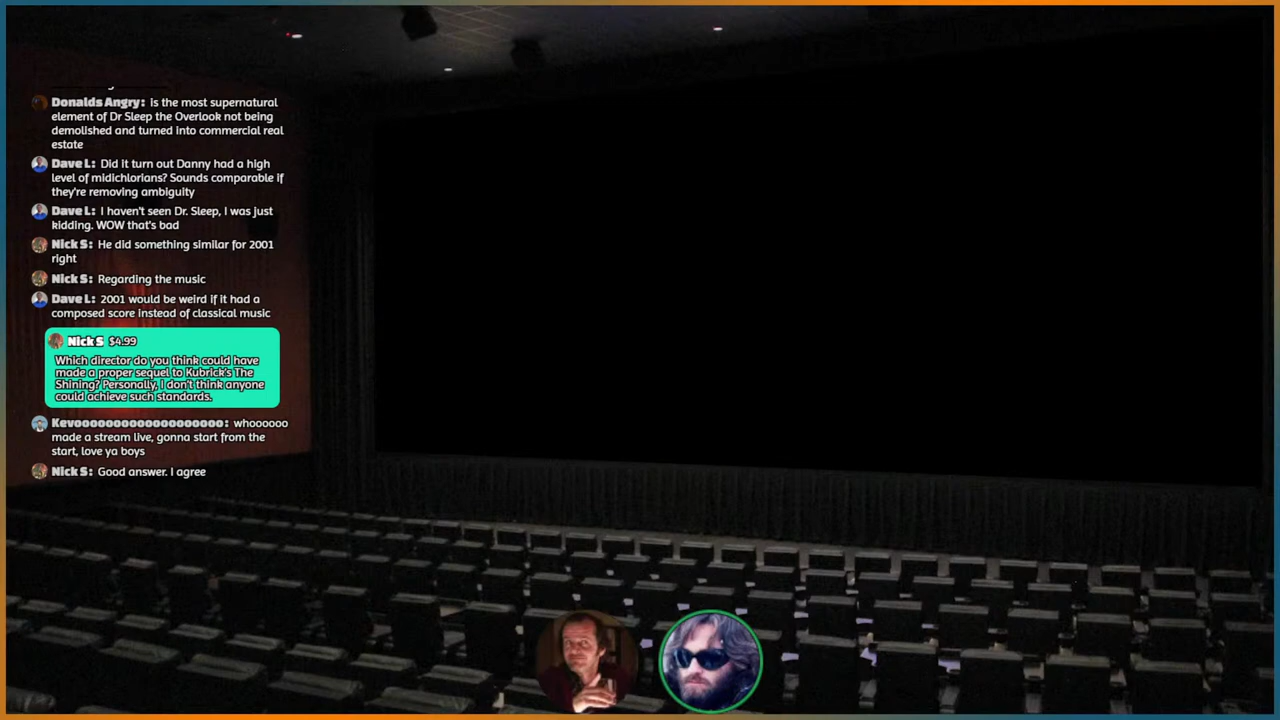 Donalds Angry: is the most supernatural
element of Dr Sleep the Overlook not being
demolished and turned into commercial real
estate
Dave L: Did it turn out Danny had a high
level of midichlorians? Sounds comparable if
they're removing ambiguity
Dave L: I haven't seen Dr. Sleep, I was just
kidding. WOW that's bad
Nick S: He did something similar for 2001
right
Nick S: Regarding the music
Dave L: 2001 would be weird if it had a
composed score instead of classical music
Nick S $4.99
Which director do you think could have
made a proper sequel to Kubrick's The
Shining? Personally, I don't think anyone
could achieve such standards.
Kevooooooooooooooooooo: whoooooo
made a stream live, gonna start from the
start, love ya boys
Nick S: Good answer. I agree